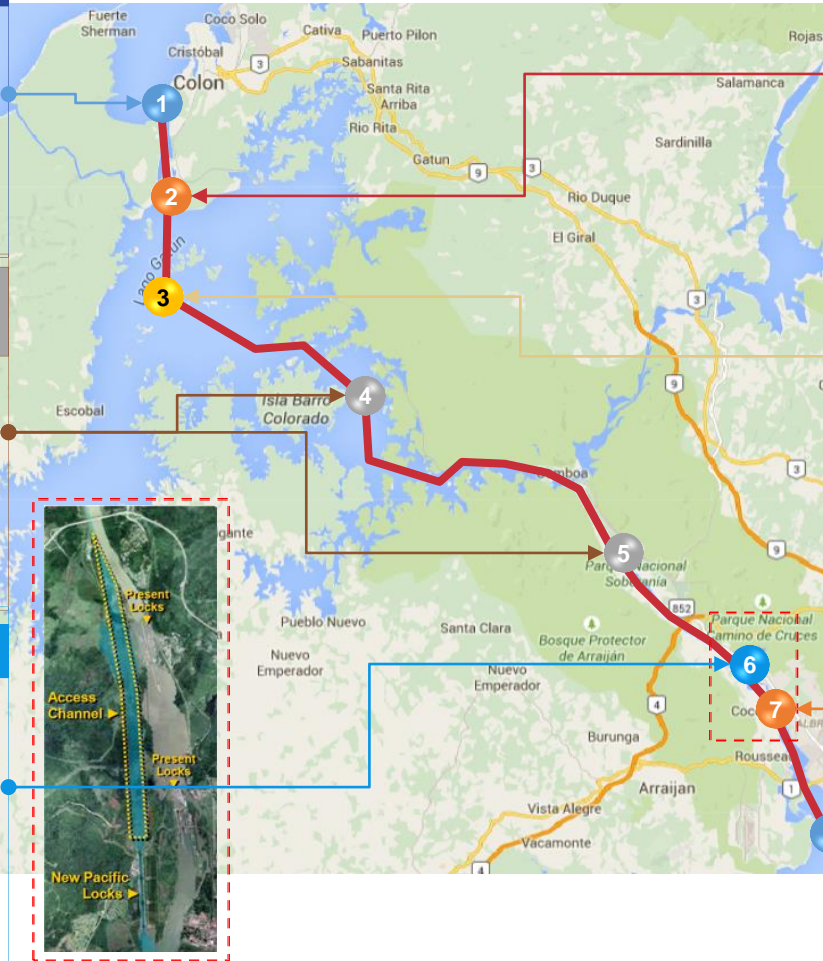 Fuerte
Sherman
Coco Solo
Cativa
Puerto Pilon
Rojas
Cristóbal
3
Sabanitas
Colon
Salamanca
Santa Rita
Arriba
1
Rio Rita
Sardinilla
Gatun
9
3
2
Rio Duque
El Giral
Lago Gatun
3
3
9
Isla Barro
Colorado
4
Escobal
3
5
9
Parque Nacional
Soberanía
852
Present
Locks
Pueblo Nuevo
Santa Clara
Bosque Protector
de Arraiján
Parque Nacional
Camino de Cruces
Nuevo
Emperador
Nuevo
Emperador
6
Access
Channel
4
7
Burunga
Present
Locks
Rousseau
Arraijan
1
Vista Alegre
Vacamonte
4
New Pacific
Locks